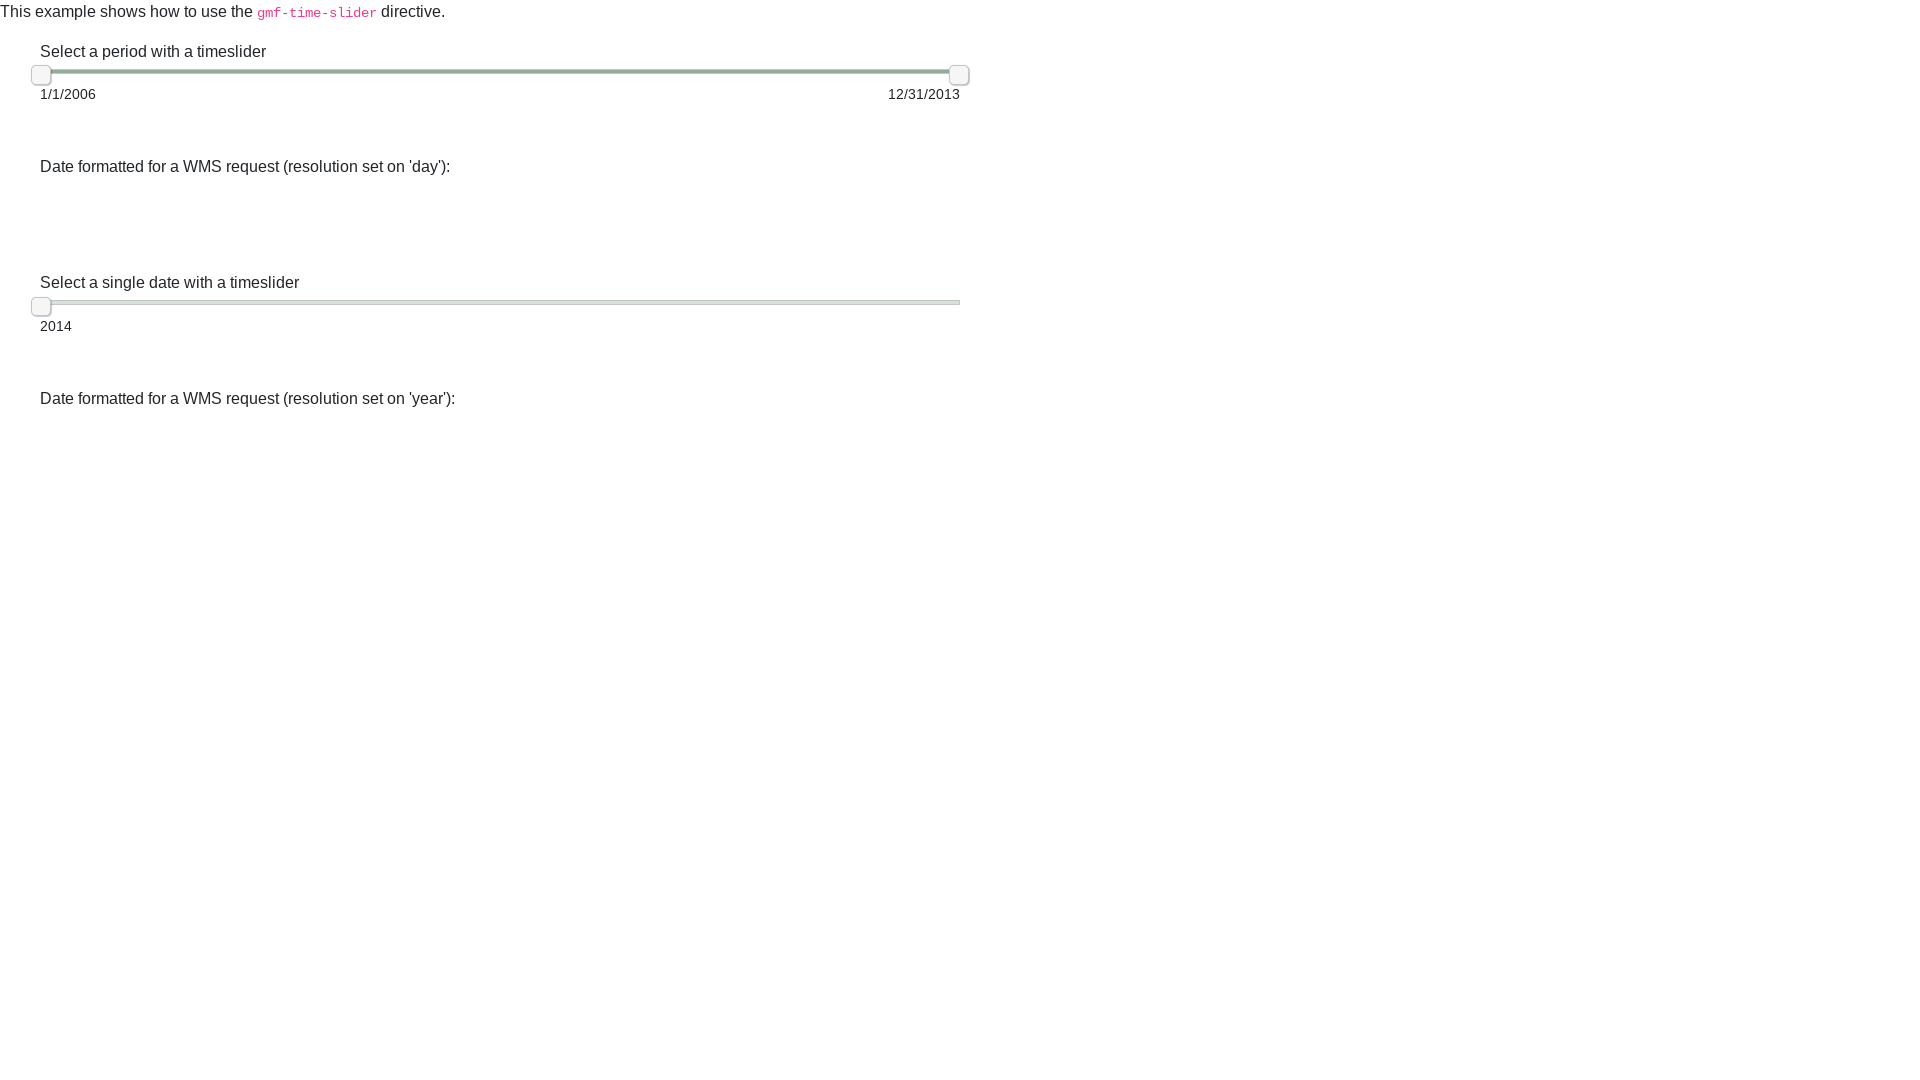 This example shows how to use the gmf-time-slider directive.
Select a period with a timeslider
1/1/2006 12/31/2013
Date formatted for a WMS request (resolution set on 'day'):
Select a single date with a timeslider
2014
Date formatted for a WMS request (resolution set on 'year'):